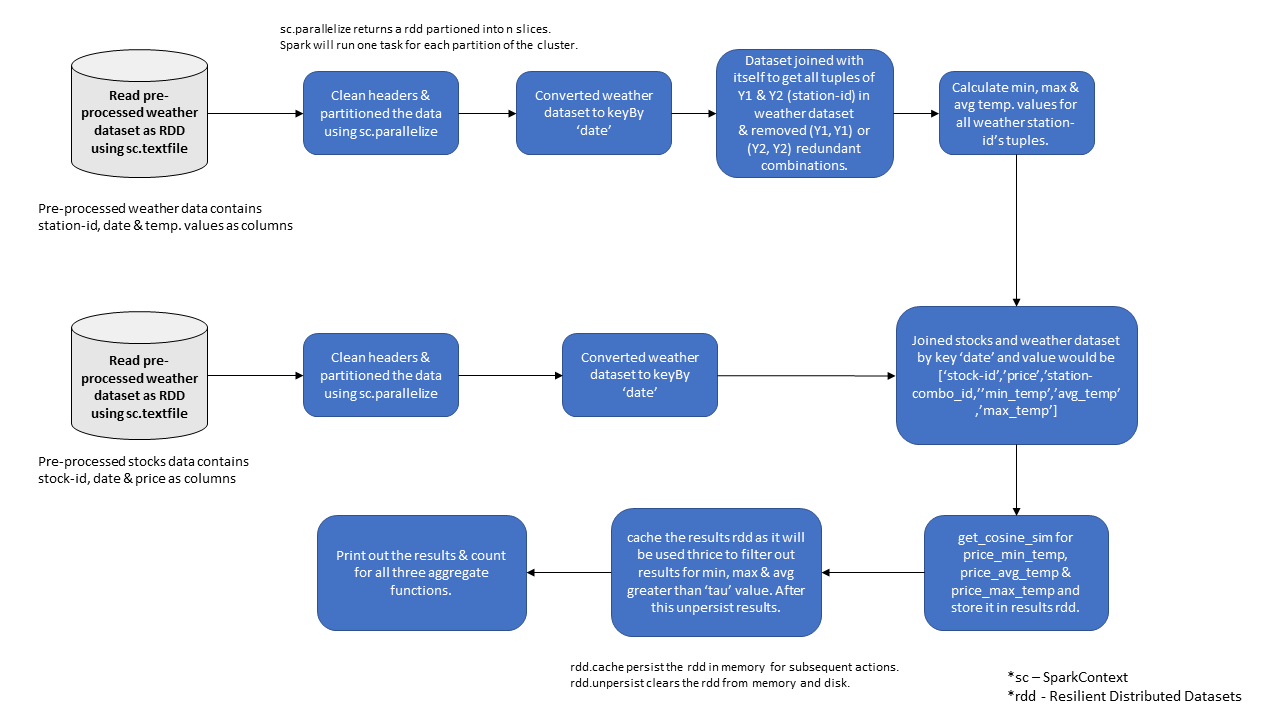 sc.parallelize returns a rdd partioned into n slices.
Spark will run one task for each partition of the cluster.
Read pre-
processed weather
dataset as RDD
using sc.textfile
Clean headers &
partitioned the data
using sc.parallelize
Converted weather
dataset to keyBy
‘date’
Dataset joined with
itself to get all tuples of
Y1 & Y2 (station-id) in
weather dataset
& removed (Y1, Y1) or
(Y2, Y2) redundant
combinations.
Calculate min, max &
avg temp. values for
all weather station-
id’s tuples.
Pre-processed weather data contains
station-id, date & temp. values as columns
Read pre-
processed weather
dataset as RDD
using sc.textfile
Clean headers &
partitioned the data
using sc.parallelize
Converted weather
dataset to keyBy
‘date’
Joined stocks and weather dataset
by key ‘date’ and value would be
[‘stock-id’,’price’,’station-
combo_id,’’min_temp’,’avg_temp’
,’max_temp’]
Pre-processed stocks data contains
stock-id, date & price as columns
Print out the results & count
for all three aggregate
functions.
cache the results rdd as it will
be used thrice to filter out
results for min, max & avg
greater than ‘tau’ value. After
this unpersist results.
get_cosine_sim for
price_min_temp,
price_avg_temp &
price_max_temp and
store it in results rdd.
rdd.cache persist the rdd in memory for subsequent actions.
rdd.unpersist clears the rdd from memory and disk.
*sc – SparkContext
*rdd - Resilient Distributed Datasets